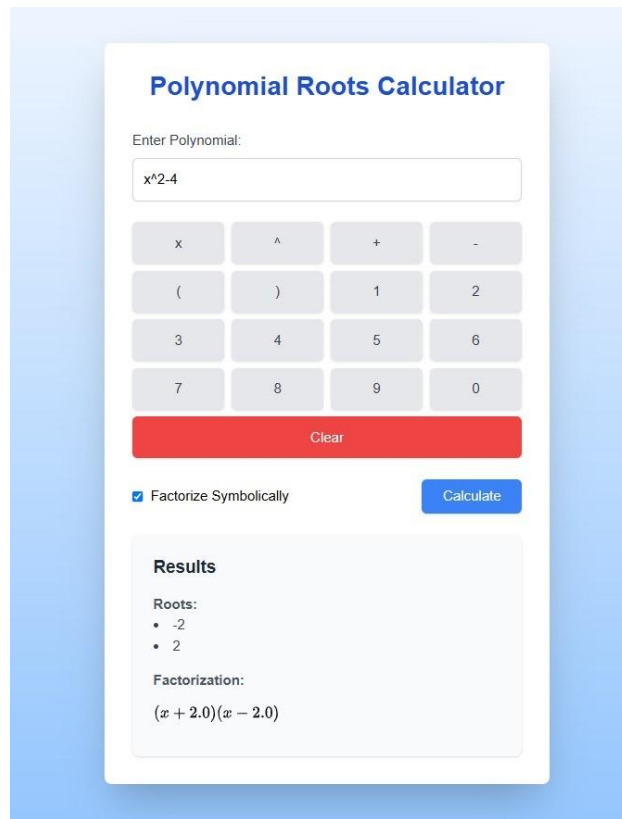 Polynomial Roots Calculator
Enter Polynomial:
x^2-4
x ^ + -
( ) 1 2
3 4 5 6
7 8 9 0
Clear
Factorize Symbolically Calculate
Results
Roots:
• -2
• 2
Factorization:
(x + 2.0)(x − 2.0)